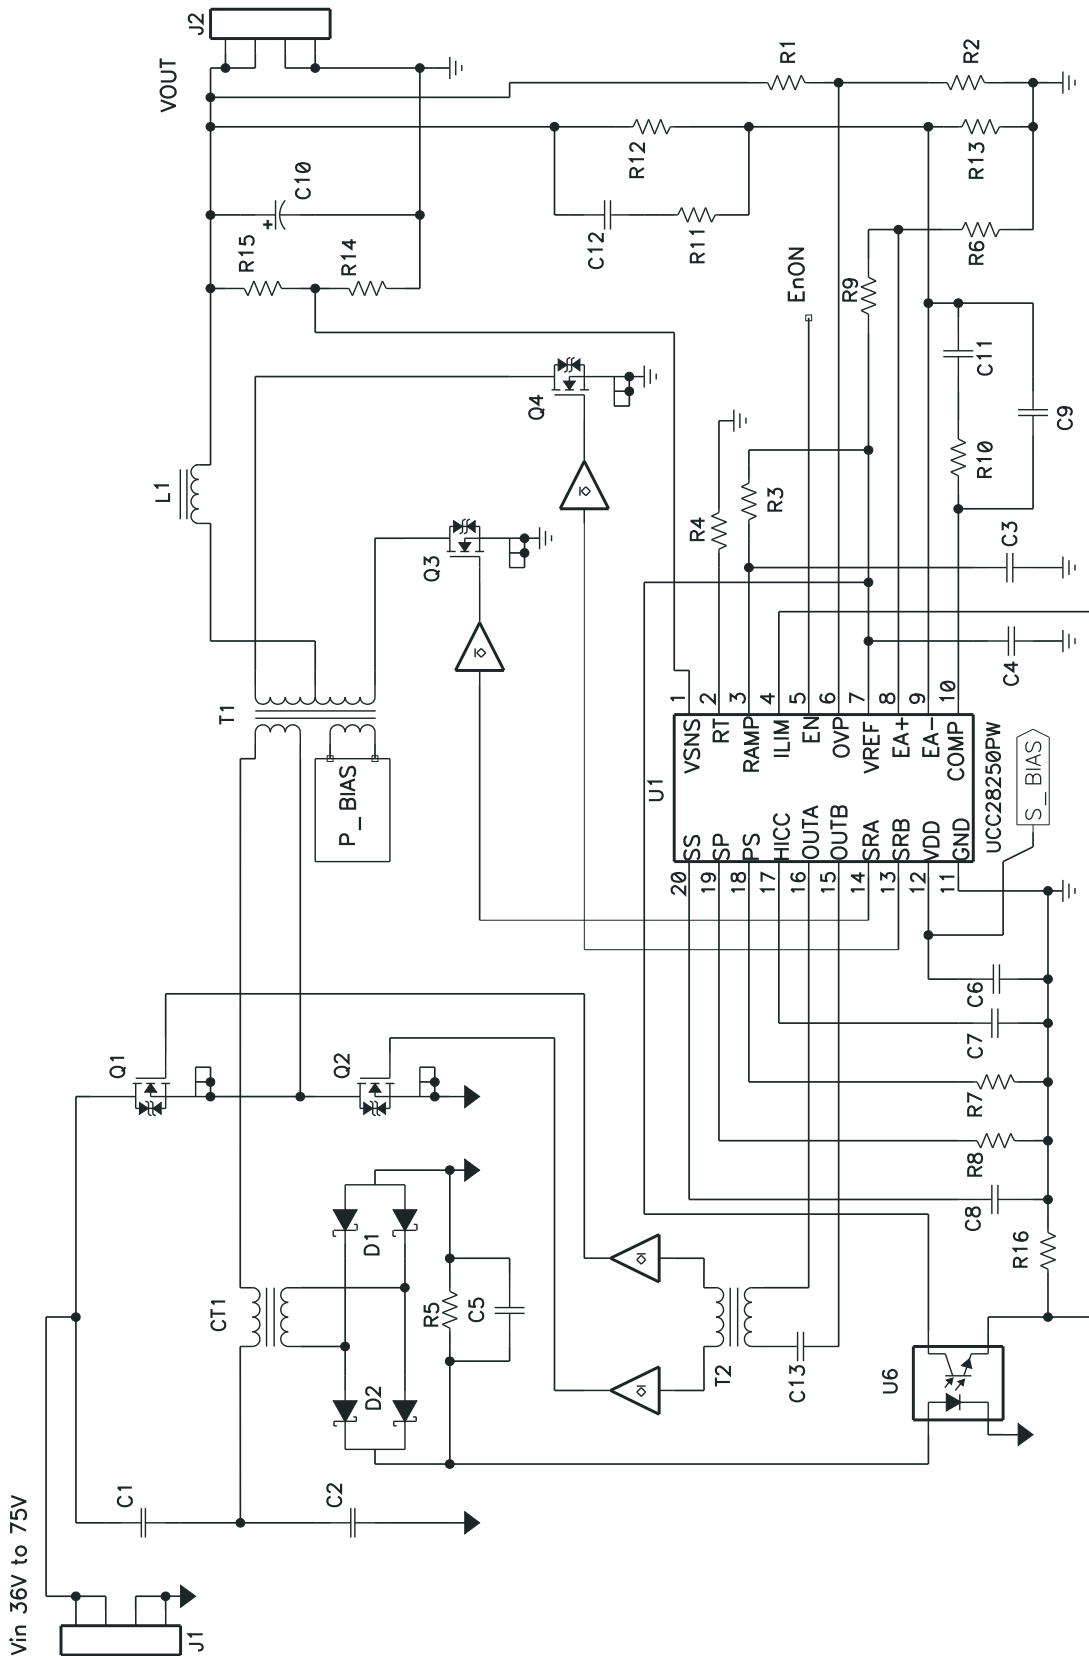 Vin 36V to 75V
J1
C1
C2
CT1
D2
D1
R5
C5
Q1
Q2
T2
C13
U6
R16
C8
R8
R7
C7
C6
P_BIAS
T1
L1
Q3
Q4
VOUT
J2
R15
R14
C10
C12
R11
R12
R1
R2
R13
R6
R9
EnON
R4
R3
C11
R10
C9
C3
C4
U1
UCC28250PW
S_BIAS
1 VSNS
2 RT
3 RAMP
4 ILIM
5 EN
6 OVP
7 VREF
8 EA+
9 EA-
10 COMP
20 SS
19 SP
18 PS
17 HICC
16 OUTA
15 OUTB
14 SRA
13 SRB
12 VDD
11 GND